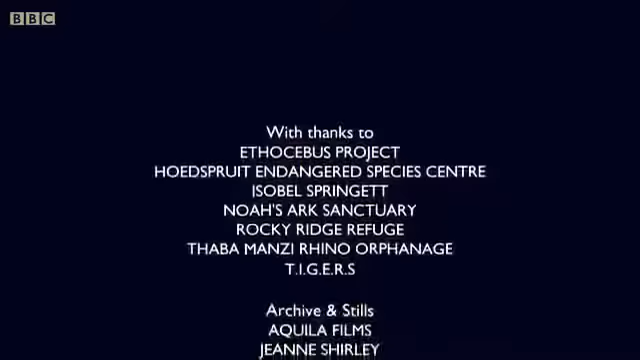 BBC
With thanks to
ETHOCEBUS PROJECT
HOEDSPRUIT ENDANGERED SPECIES CENTRE
ISOBEL SPRINGETT
NOAH'S ARK SANCTUARY
ROCKY RIDGE REFUGE
THABA MANZI RHINO ORPHANAGE
T.I.G.E.R.S
Archive & Stills
AQUILA FILMS
JEANNE SHIRLEY